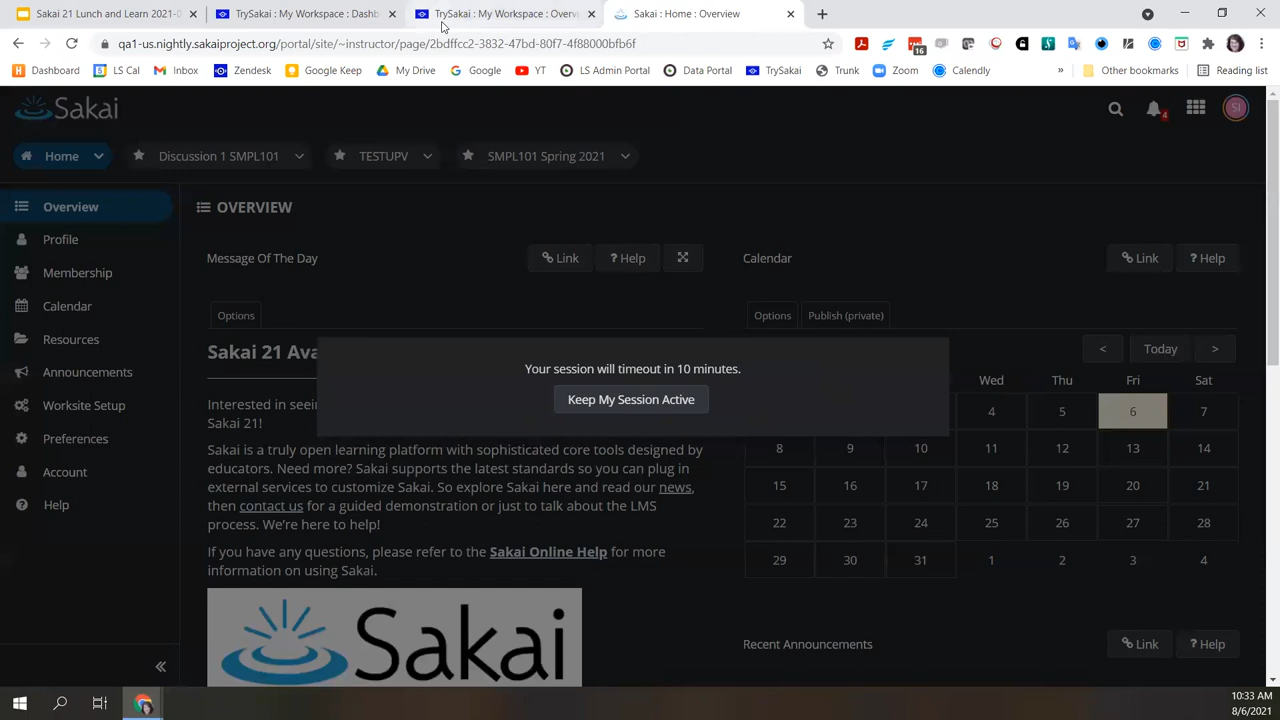 Sakai 21 Lunch and Learn 2021-0
TrySakai : My Workspace : Dashb
TrySakai : My Workspace : Overv
Sakai : Home : Overview
qa1-us.nightly.sakaiproject.org/portal/site/~instructor/page/2bdffcc2-3832-47bd-80f7-4f88000bfb6f
16
Dashboard
LS Cal
Inbox
Zendesk
Google Keep
My Drive
Google
YT
LS Admin Portal
Data Portal
TrySakai
Trunk
Zoom
Calendly
»
Other bookmarks
Reading list
Sakai
4
SI
Home
Discussion 1 SMPL101
TESTUPV
SMPL101 Spring 2021
Overview
Profile
Membership
Calendar
Resources
Announcements
Worksite Setup
Preferences
Account
Help
OVERVIEW
Message Of The Day
Link
? Help
Options
Sakai 21 Ava
Interested in seein
Sakai 21!
Sakai is a truly open learning platform with sophisticated core tools designed by
educators. Need more? Sakai supports the latest standards so you can plug in
external services to customize Sakai. So explore Sakai here and read our news,
then contact us for a guided demonstration or just to talk about the LMS
process. We're here to help!
If you have any questions, please refer to the Sakai Online Help for more
information on using Sakai.
Sakai
Your session will timeout in 10 minutes.
Keep My Session Active
Calendar
Link
? Help
Options
Publish (private)
< Today >
Wed Thu Fri Sat
4 5 6 7
8 9 10 11 12 13 14
15 16 17 18 19 20 21
22 23 24 25 26 27 28
29 30 31 1 2 3 4
Recent Announcements
Link
? Help
10:33 AM
8/6/2021